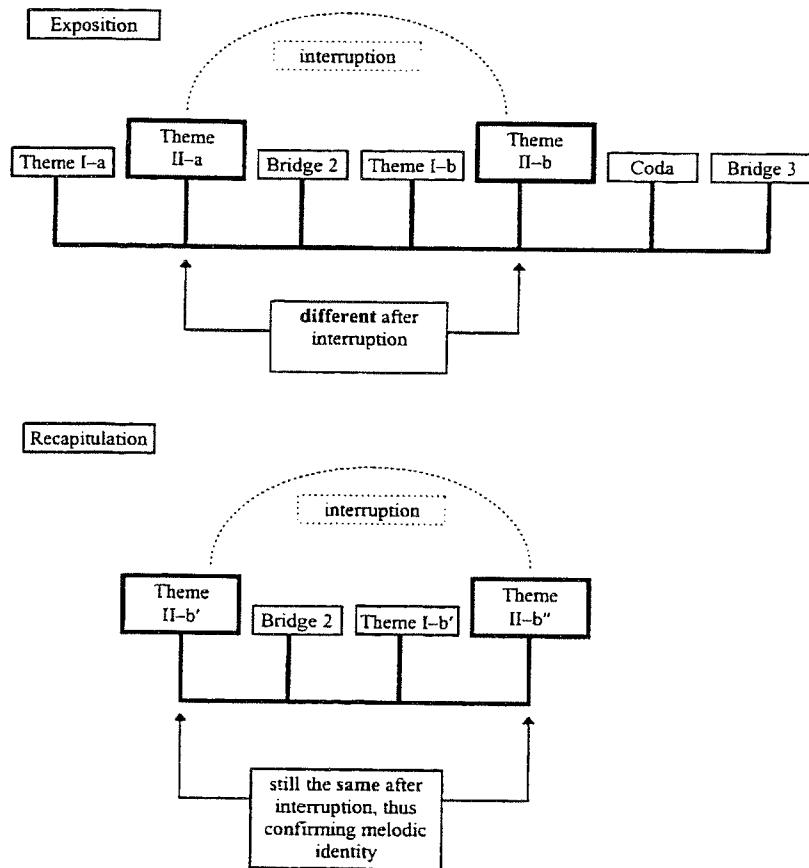 Exposition
interruption
Theme
II–a
Theme
II–b
Theme I–a
Bridge 2
Theme I–b
Coda
Bridge 3
different after
interruption
Recapitulation
interruption
Theme
II–b′
Theme
II–b″
Bridge 2
Theme I–b′
still the same after
interruption, thus
confirming melodic
identity